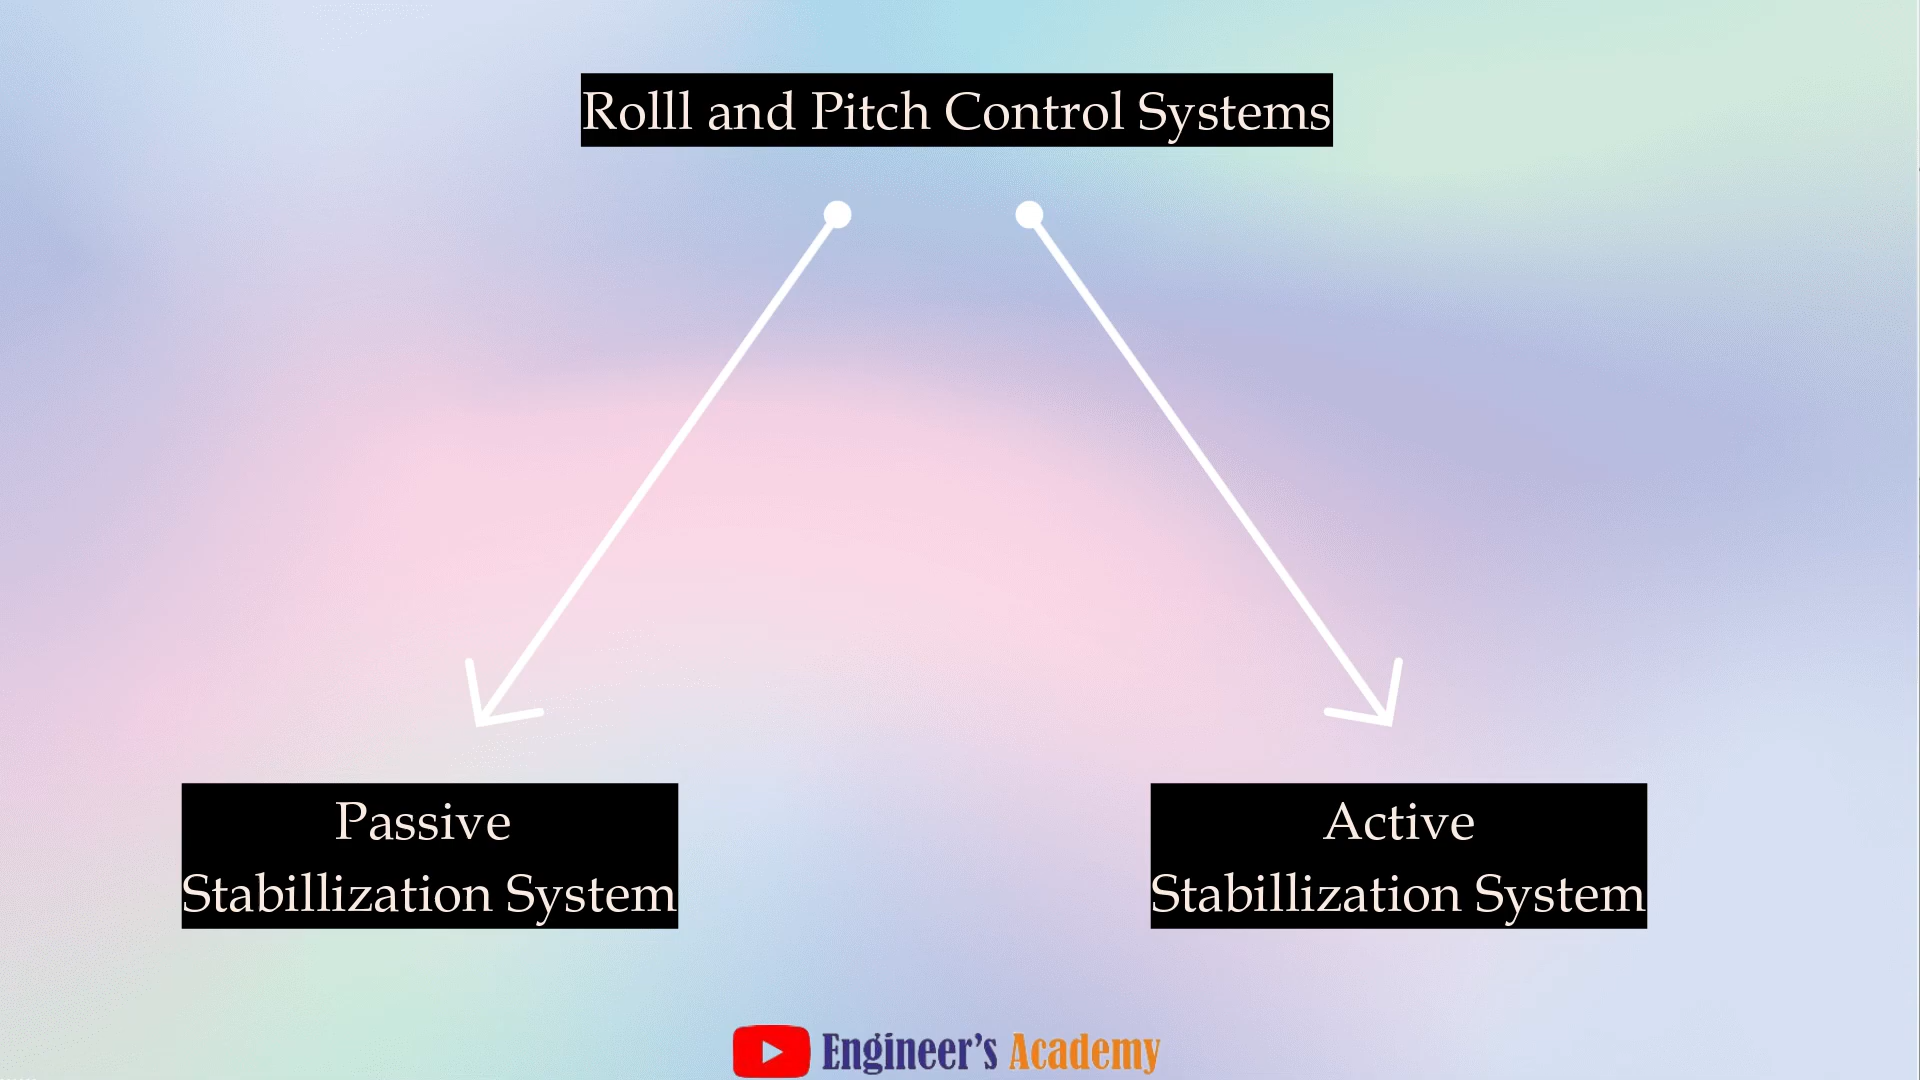 Rolll and Pitch Control Systems
Passive
Stabillization System
Active
Stabillization System
Engineer's Academy